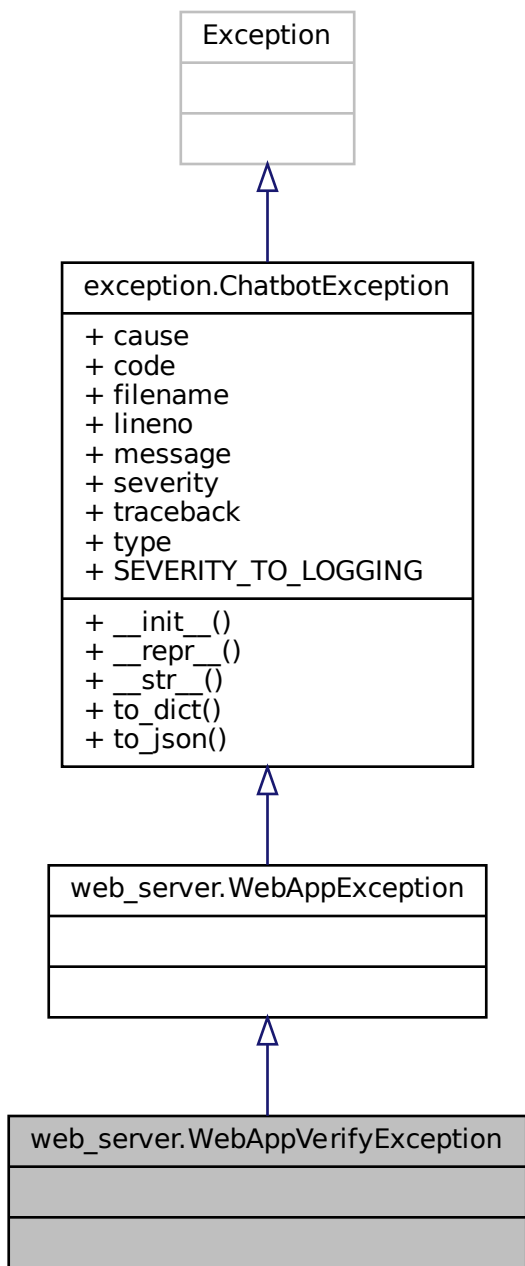 Exception
exception.ChatbotException
+ cause
+ code
+ filename
+ lineno
+ message
+ severity
+ traceback
+ type
+ SEVERITY_TO_LOGGING
+ __init__()
+ __repr__()
+ __str__()
+ to_dict()
+ to_json()
web_server.WebAppException
web_server.WebAppVerifyException